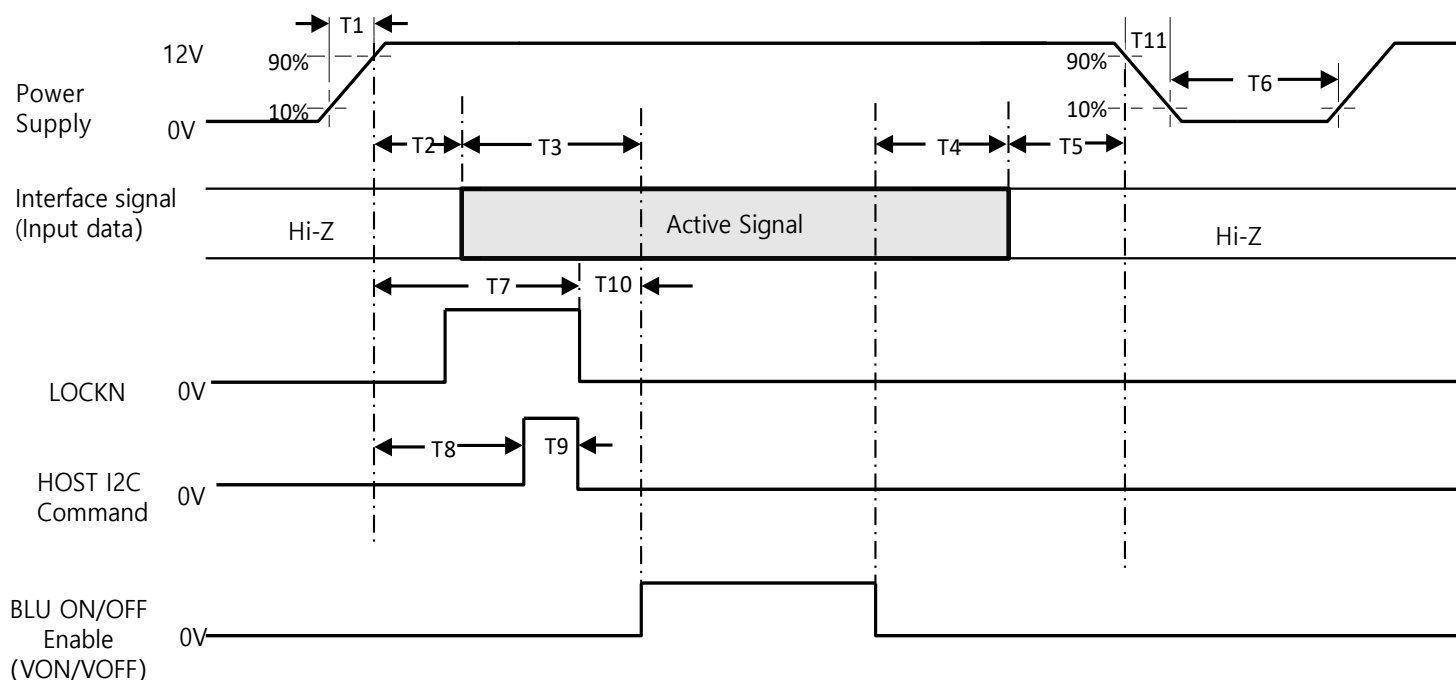 T1
12V
90%
10%
Power
Supply
0V
90%
10%
T11
T6
T2
T3
T4
T5
Interface signal
(Input data)
Hi-Z
Active Signal
Hi-Z
T7
T10
LOCKN
0V
T8
T9
HOST I2C
Command
0V
BLU ON/OFF
Enable
(VON/VOFF)
0V